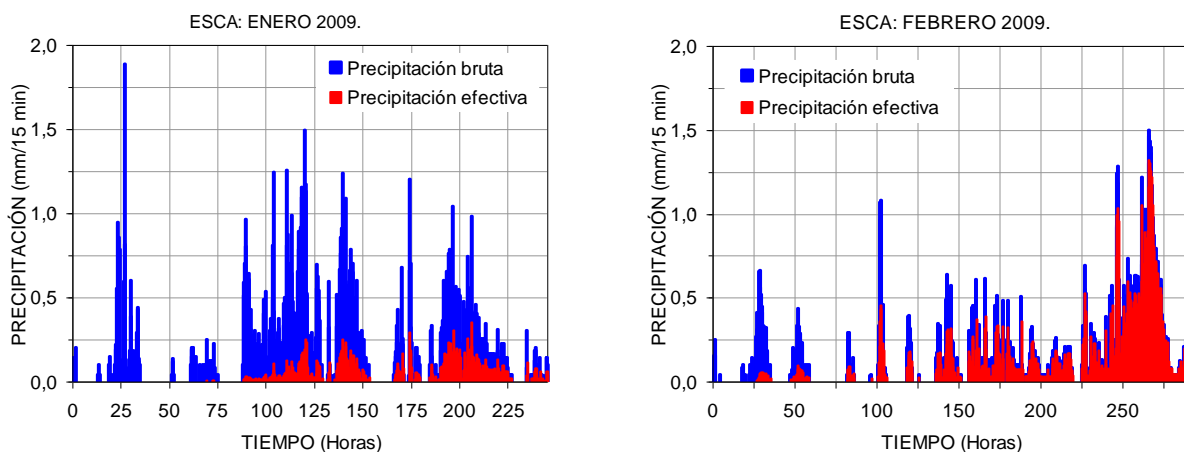 ESCA: ENERO 2009.
PRECIPITACIÓN (mm/15 min)
2,0
1,5
1,0
0,5
0,0
Precipitación bruta
Precipitación efectiva
0 25 50 75 100 125 150 175 200 225
TIEMPO (Horas)
ESCA: FEBRERO 2009.
PRECIPITACIÓN (mm/15 min)
2,0
1,5
1,0
0,5
0,0
Precipitación bruta
Precipitación efectiva
0 50 100 150 200 250
TIEMPO (Horas)